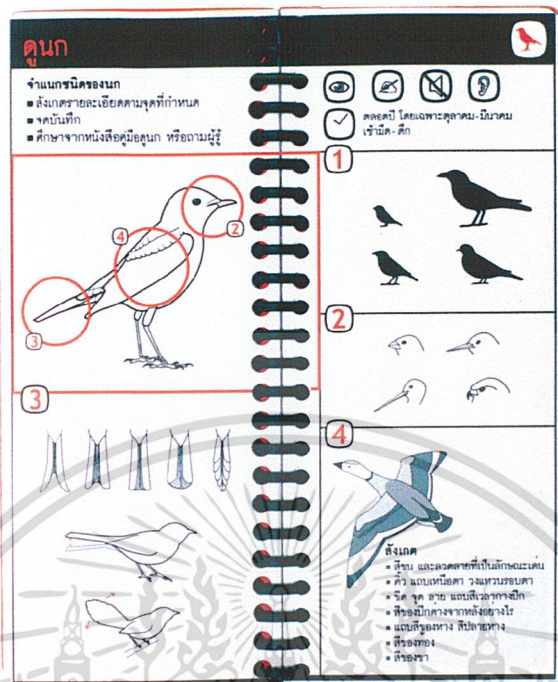 ดูนก
จำแนกชนิดของนก
■ สังเกตรายละเอียดตามจุดที่กำหนด
■ จดบันทึก
■ ศึกษาจากหนังสือคู่มือดูนก หรือถามผู้รู้
4
2
3
3
ตลอดปี โดยเฉพาะตุลาคม-มีนาคม
เช้ามืด-ดึก
1
2
4
สังเกต
▪ สีขน และลวดลายที่เป็นลักษณะเด่น
▪ คิ้ว แถบเหนือตา วงแหวนรอบตา
▪ ขีด จุด ลาย แถบสีเวลากางปีก
▪ สีของปีกต่างจากหลังอย่างไร
▪ แถบสีของหาง สีปลายหาง
▪ สีของท้อง
▪ สีของขา